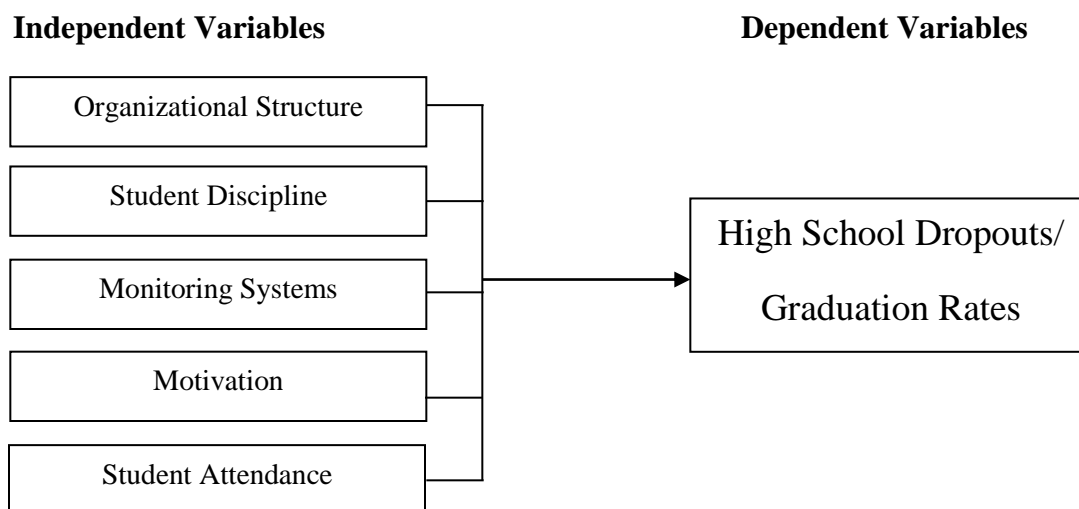 Independent Variables
Dependent Variables
Organizational Structure
Student Discipline
Monitoring Systems
Motivation
Student Attendance
High School Dropouts/
Graduation Rates